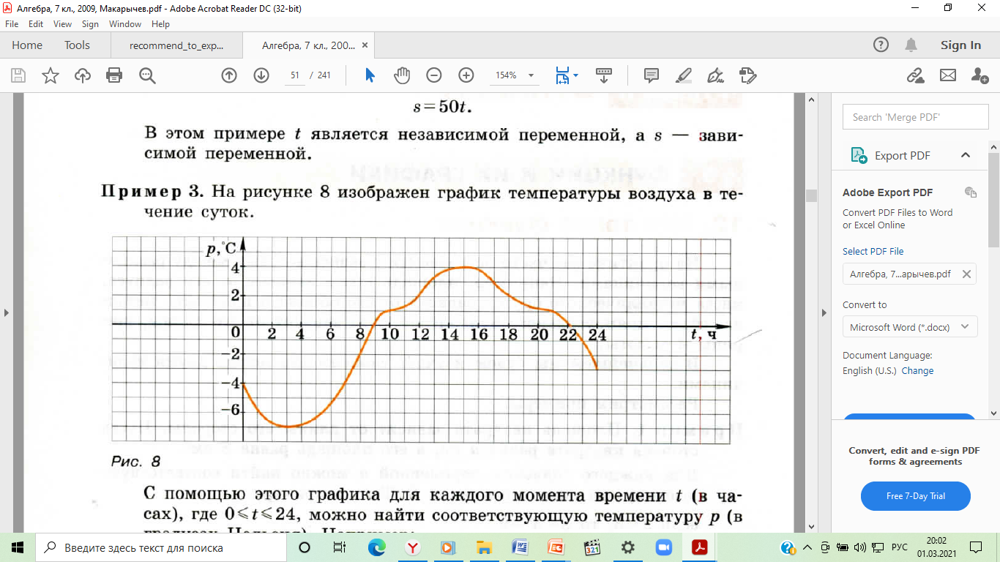 Алгебра, 7 кл., 2009, Макарычев.pdf - Adobe Acrobat Reader DC (32-bit)
File Edit View Sign Window Help
Home Tools recommend_to_exp... Алгебра, 7 кл., 200... ×
? Sign In
51 / 241 154%
s=50t.
В этом примере t является независимой переменной, а s — зави-
симой переменной.
Пример 3. На рисунке 8 изображен график температуры воздуха в те-
чение суток.
p,°C
4
2
0 2 4 6 8 10 12 14 16 18 20 22 24 t, ч
−2
−4
−6
Рис. 8
С помощью этого графика для каждого момента времени t (в ча-
сах), где 0⩽t⩽24, можно найти соответствующую температуру p (в
Search 'Merge PDF'
Export PDF
Adobe Export PDF
Convert PDF Files to Word
or Excel Online
Select PDF File
Алгебра, 7...арычев.pdf
Convert to
Microsoft Word (*.docx)
Document Language:
English (U.S.) Change
Convert, edit and e-sign PDF
forms & agreements
Free 7-Day Trial
Введите здесь текст для поиска
321
РУС
20:02
01.03.2021